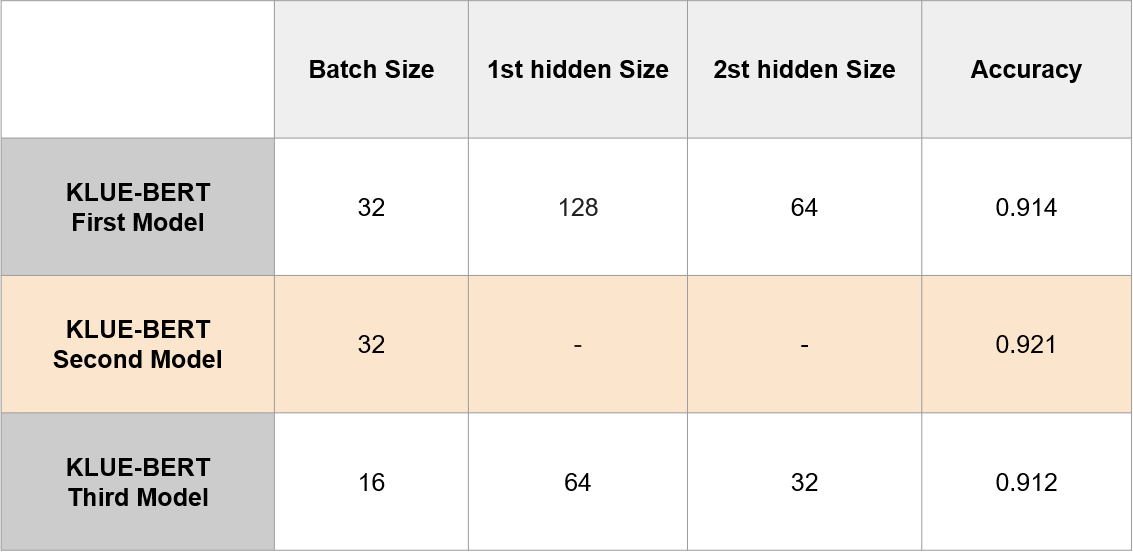 Batch Size 1st hidden Size 2st hidden Size Accuracy
KLUE-BERT
First Model 32 128 64 0.914
KLUE-BERT
Second Model 32 - - 0.921
KLUE-BERT
Third Model 16 64 32 0.912